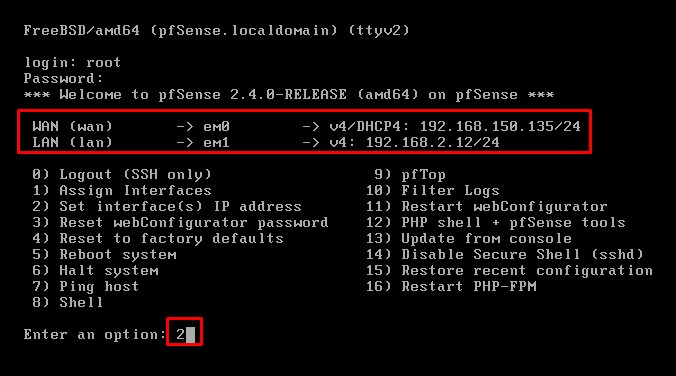 FreeBSD/amd64 (pfSense.localdomain) (ttyv2)
login: root
Password:
*** Welcome to pfSense 2.4.0-RELEASE (amd64) on pfSense ***
WAN (wan) -> em0 -> v4/DHCP4: 192.168.150.135/24
LAN (lan) -> em1 -> v4: 192.168.2.12/24
0) Logout (SSH only) 9) pfTop
1) Assign Interfaces 10) Filter Logs
2) Set interface(s) IP address 11) Restart webConfigurator
3) Reset webConfigurator password 12) PHP shell + pfSense tools
4) Reset to factory defaults 13) Update from console
5) Reboot system 14) Disable Secure Shell (sshd)
6) Halt system 15) Restore recent configuration
7) Ping host 16) Restart PHP-FPM
8) Shell
Enter an option: 2